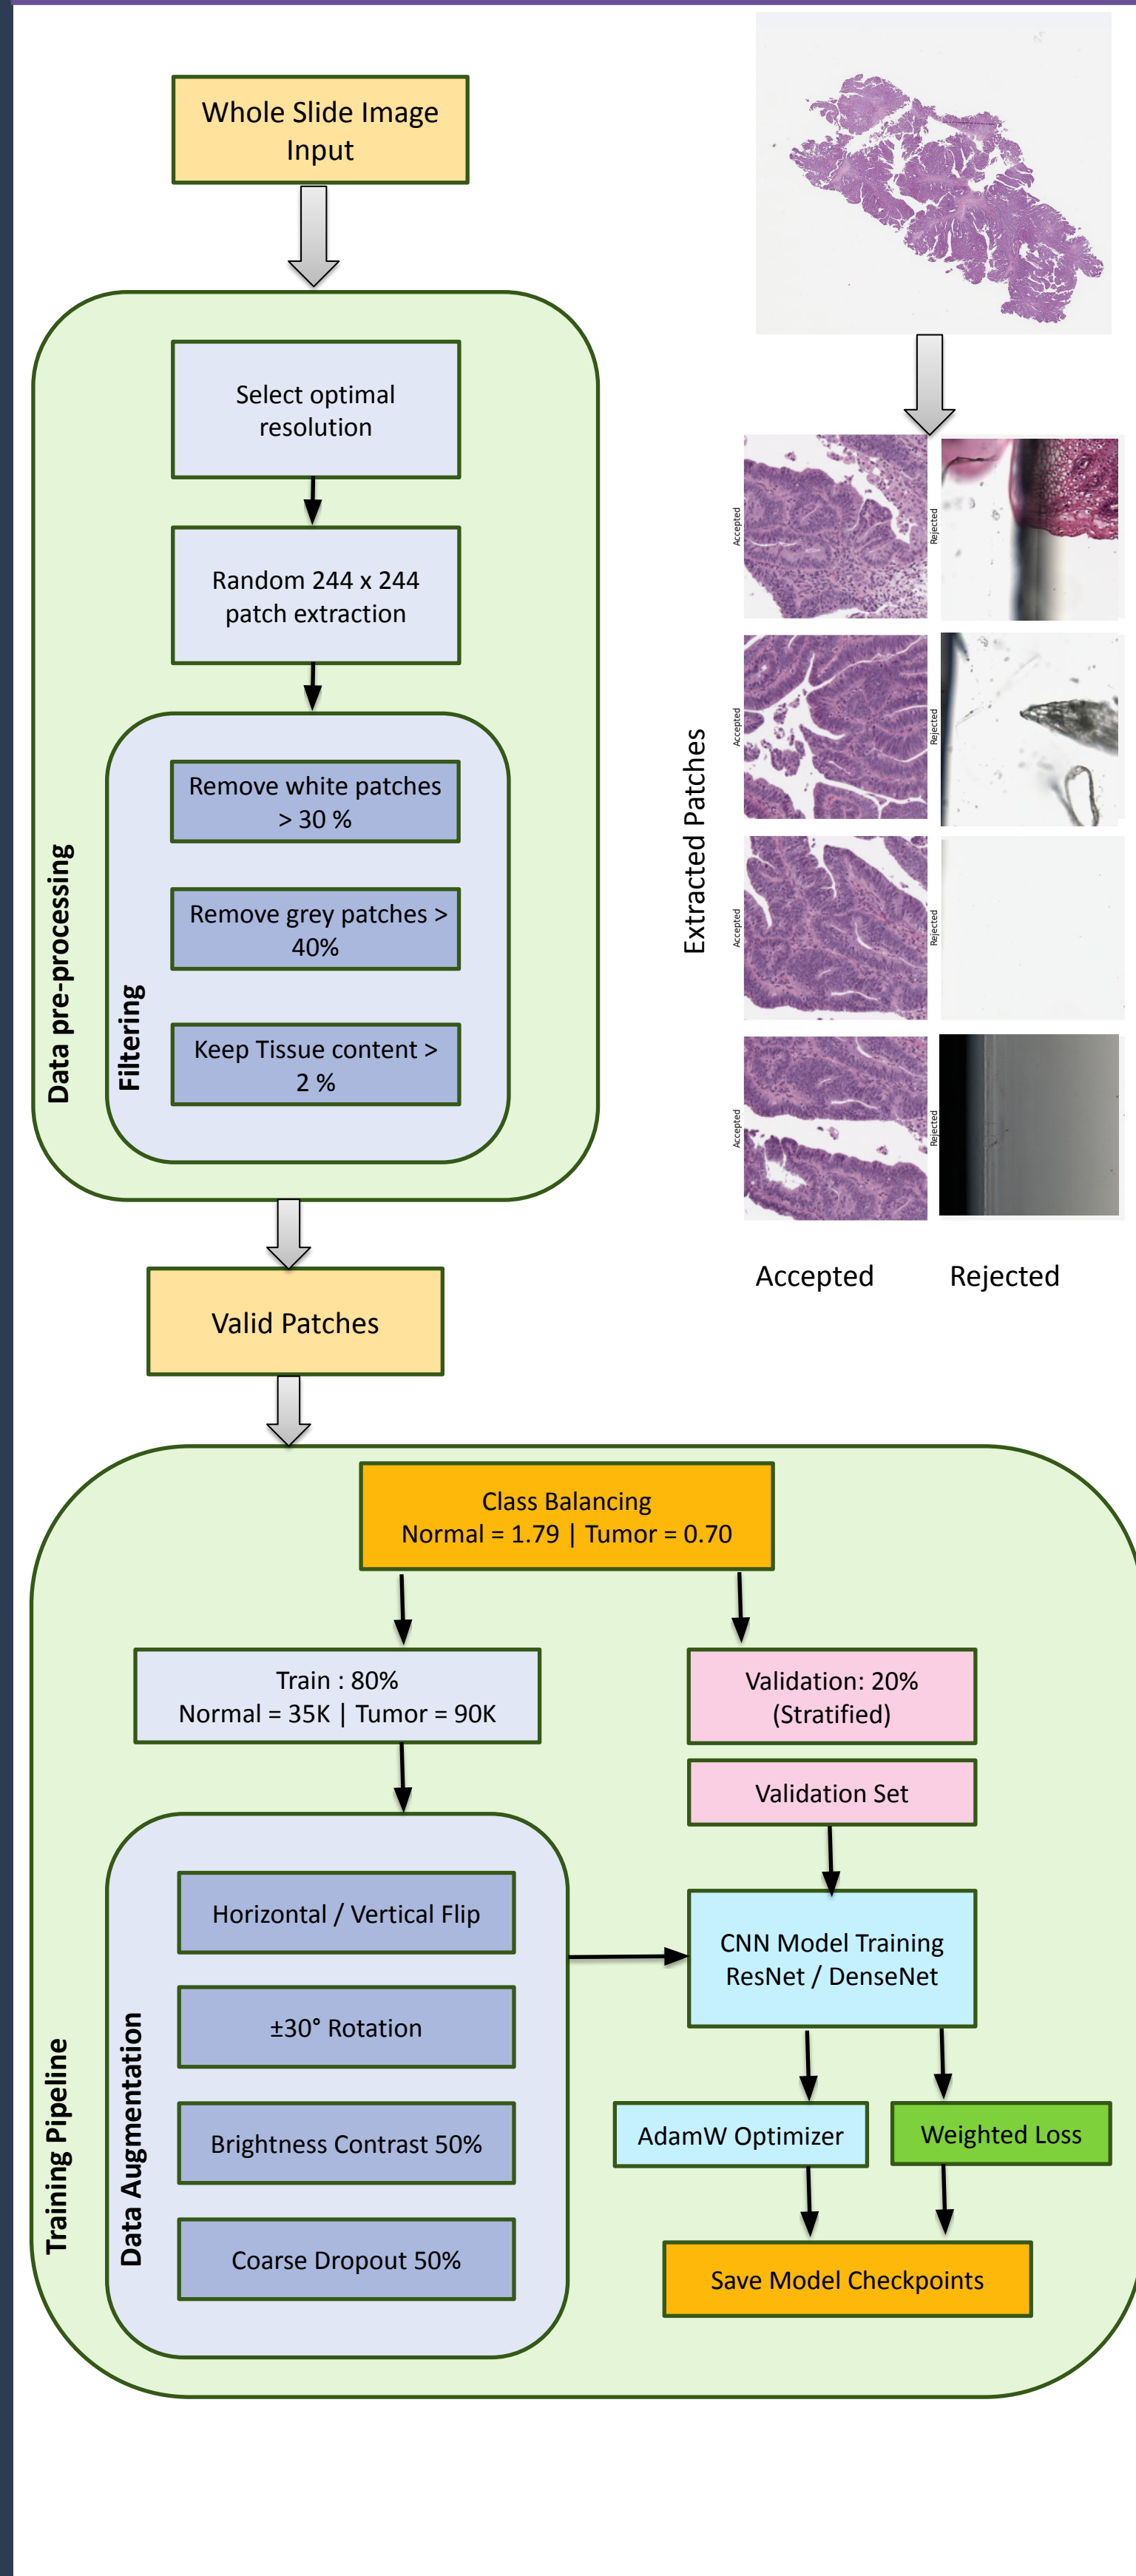 Whole Slide Image
Input
Select optimal
resolution
Random 244 x 244
patch extraction
Remove white patches
> 30 %
Remove grey patches >
40%
Keep Tissue content >
2 %
Filtering
Data pre-processing
Extracted Patches
Accepted
Rejected
Accepted
Rejected
Accepted
Rejected
Accepted
Rejected
Accepted
Rejected
Valid Patches
Class Balancing
Normal = 1.79 | Tumor = 0.70
Train : 80%
Normal = 35K | Tumor = 90K
Validation: 20%
(Stratified)
Validation Set
Horizontal / Vertical Flip
±30° Rotation
Brightness Contrast 50%
Coarse Dropout 50%
Data Augmentation
Training Pipeline
CNN Model Training
ResNet / DenseNet
AdamW Optimizer
Weighted Loss
Save Model Checkpoints